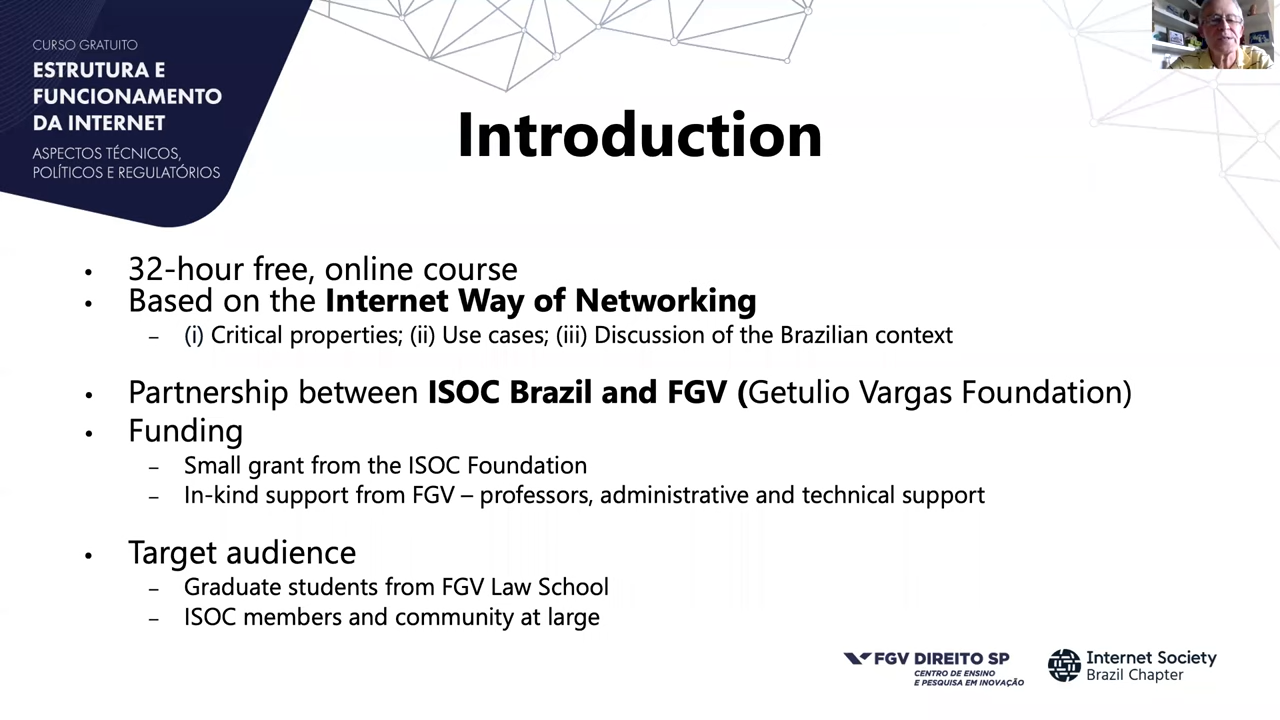 CURSO GRATUITO
ESTRUTURA E
FUNCIONAMENTO
DA INTERNET
ASPECTOS TÉCNICOS,
POLÍTICOS E REGULATÓRIOS
Introduction
• 32-hour free, online course
• Based on the Internet Way of Networking
– (i) Critical properties; (ii) Use cases; (iii) Discussion of the Brazilian context
• Partnership between ISOC Brazil and FGV (Getulio Vargas Foundation)
• Funding
– Small grant from the ISOC Foundation
– In-kind support from FGV – professors, administrative and technical support
• Target audience
– Graduate students from FGV Law School
– ISOC members and community at large
FGV DIREITO SP
CENTRO DE ENSINO
E PESQUISA EM INOVAÇÃO
Internet Society
Brazil Chapter